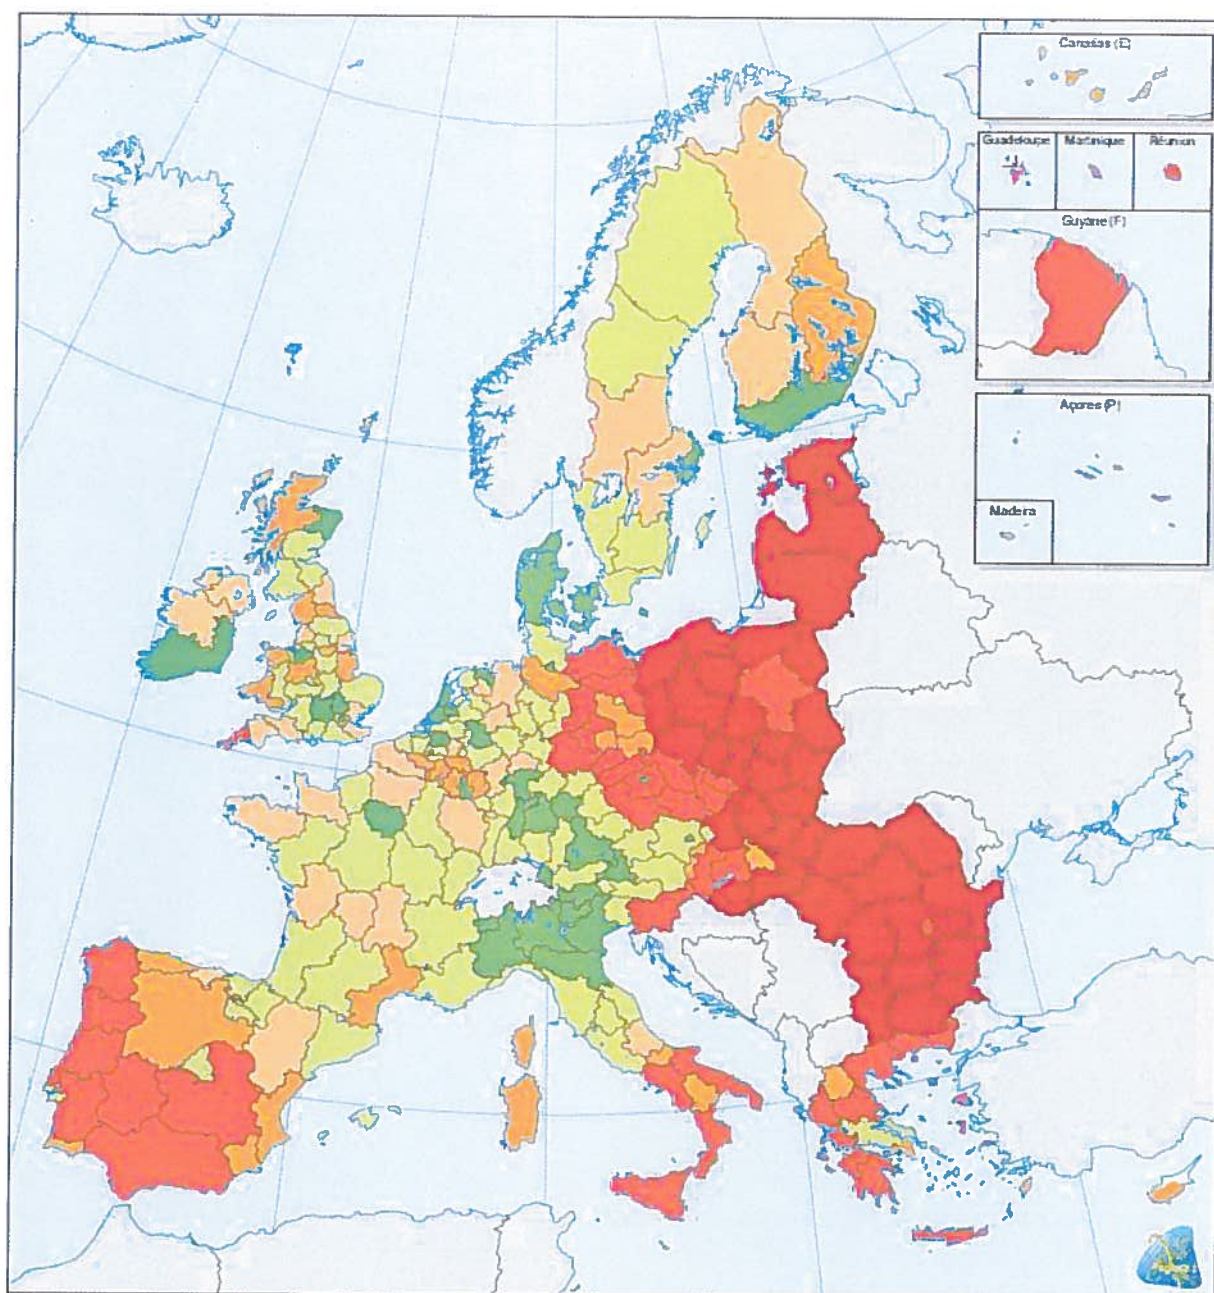 Canarias (E)
Guadeloupe
Martinique
Réunion
Guyane (F)
Açores (P)
Madeira